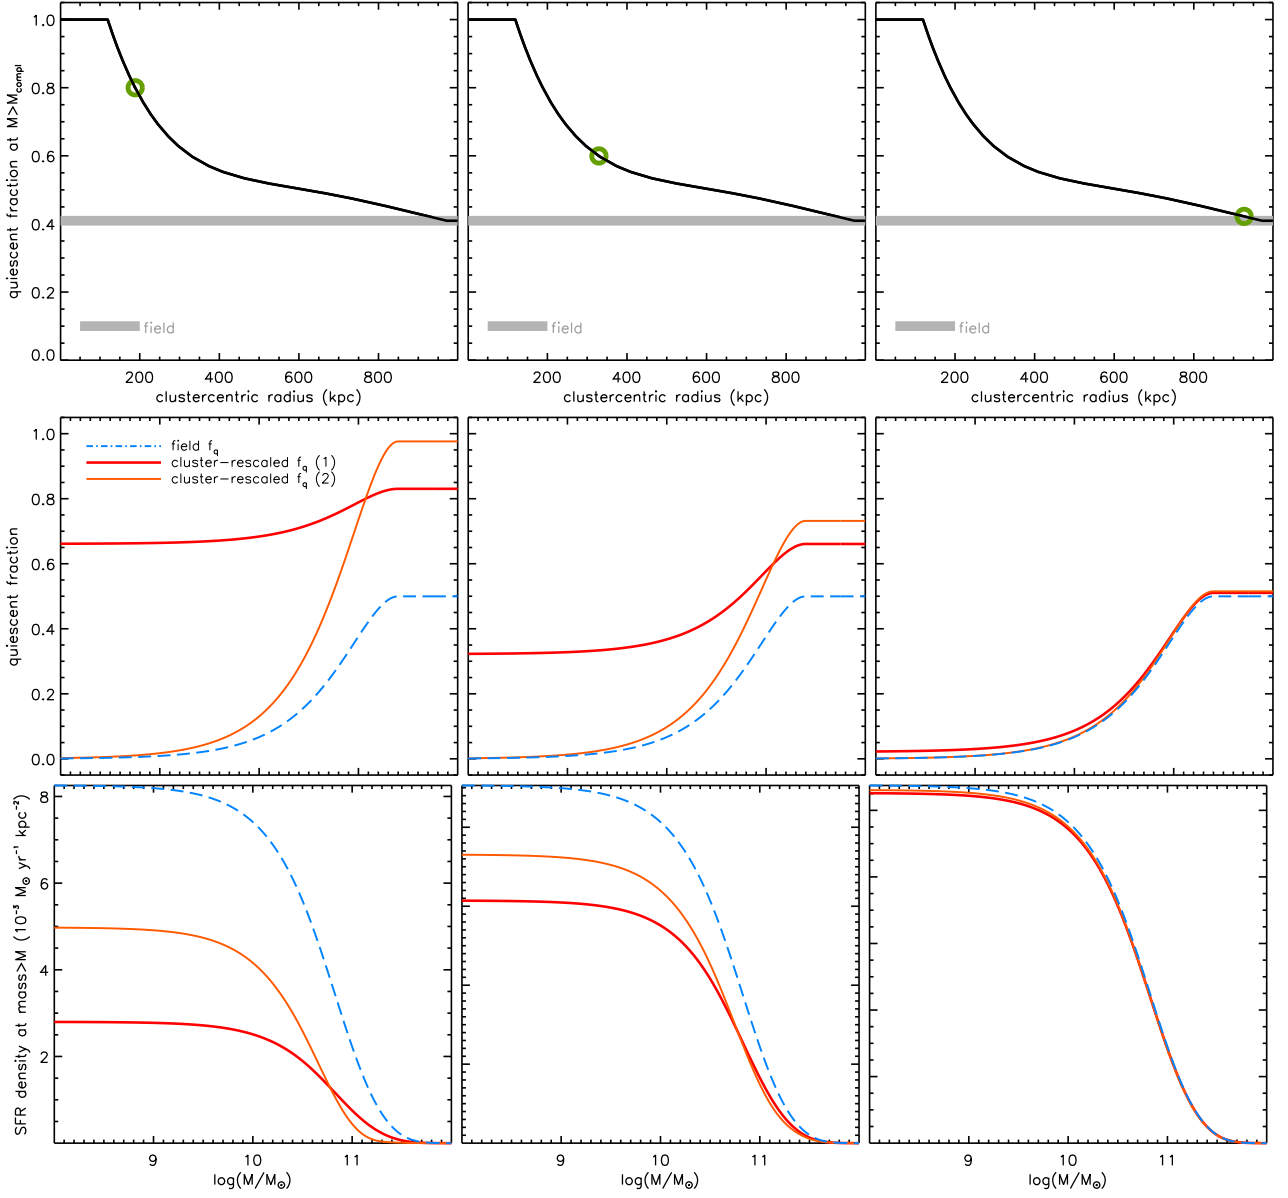 quiescent fraction at M>M_compl
1.0
0.8
0.6
0.4
0.2
0.0
field
field
field
200 400 600 800
200 400 600 800
200 400 600 800
clustercentric radius (kpc)
clustercentric radius (kpc)
clustercentric radius (kpc)
quiescent fraction
1.0
0.8
0.6
0.4
0.2
0.0
field f_q
cluster−rescaled f_q (1)
cluster−rescaled f_q (2)
SFR density at mass>M (10⁻³ M_⊙ yr⁻¹ kpc⁻²)
8
6
4
2
9 10 11
9 10 11
9 10 11
log(M/M_⊙)
log(M/M_⊙)
log(M/M_⊙)